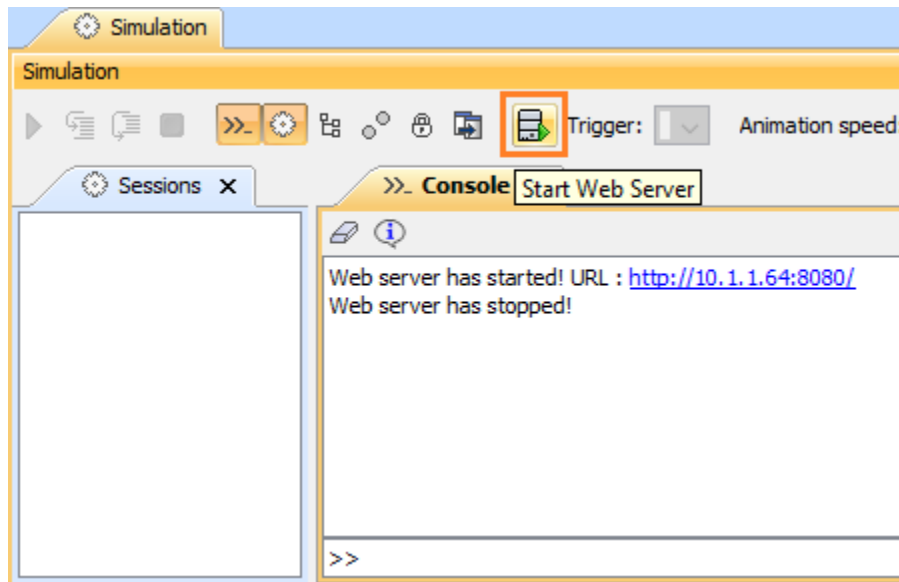 Simulation
Simulation
Trigger:
Animation speed
Sessions
Console
Start Web Server
Web server has started! URL : http://10.1.1.64:8080/
Web server has stopped!
>>